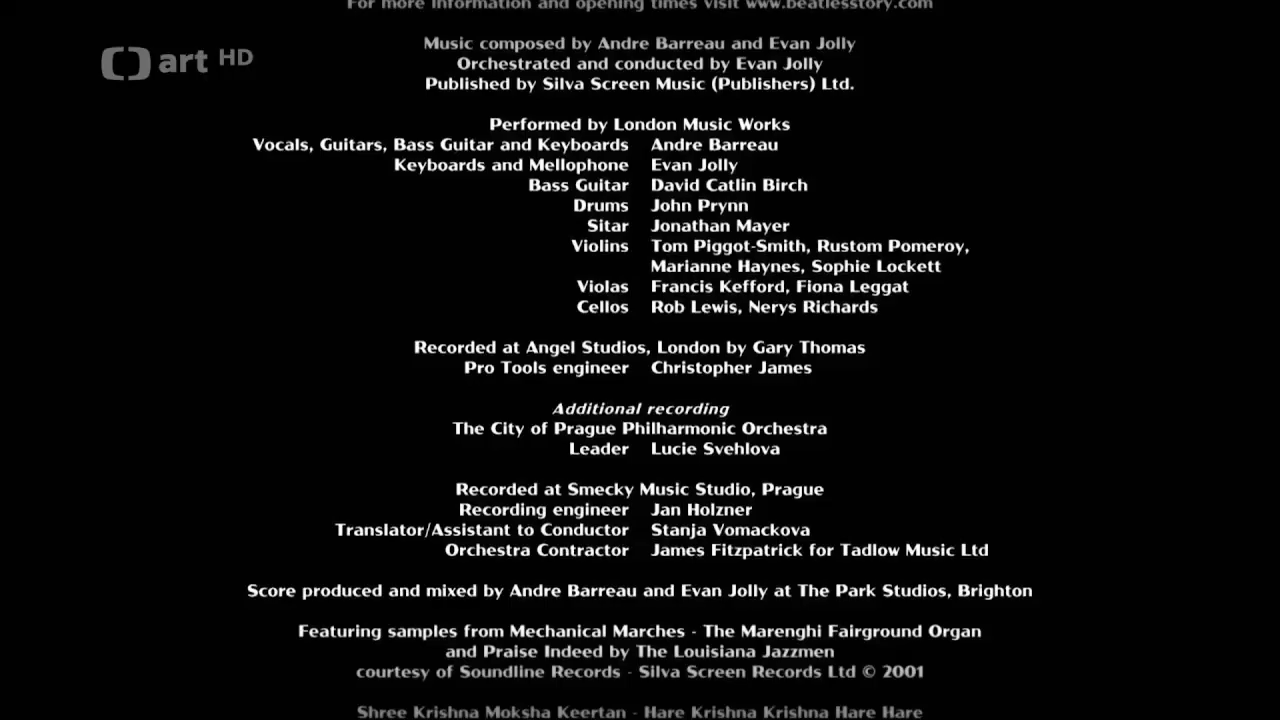 For more information and opening times visit www.beatlesstory.com
art HD
Music composed by Andre Barreau and Evan Jolly
Orchestrated and conducted by Evan Jolly
Published by Silva Screen Music (Publishers) Ltd.
Performed by London Music Works
Vocals, Guitars, Bass Guitar and Keyboards Andre Barreau
Keyboards and Mellophone Evan Jolly
Bass Guitar David Catlin Birch
Drums John Prynn
Sitar Jonathan Mayer
Violins Tom Piggot-Smith, Rustom Pomeroy,
Marianne Haynes, Sophie Lockett
Violas Francis Kefford, Fiona Leggat
Cellos Rob Lewis, Nerys Richards
Recorded at Angel Studios, London by Gary Thomas
Pro Tools engineer Christopher James
Additional recording
The City of Prague Philharmonic Orchestra
Leader Lucie Svehlova
Recorded at Smecky Music Studio, Prague
Recording engineer Jan Holzner
Translator/Assistant to Conductor Stanja Vomackova
Orchestra Contractor James Fitzpatrick for Tadlow Music Ltd
Score produced and mixed by Andre Barreau and Evan Jolly at The Park Studios, Brighton
Featuring samples from Mechanical Marches - The Marenghi Fairground Organ
and Praise Indeed by The Louisiana Jazzmen
courtesy of Soundline Records - Silva Screen Records Ltd © 2001
Shree Krishna Moksha Keertan - Hare Krishna Krishna Hare Hare